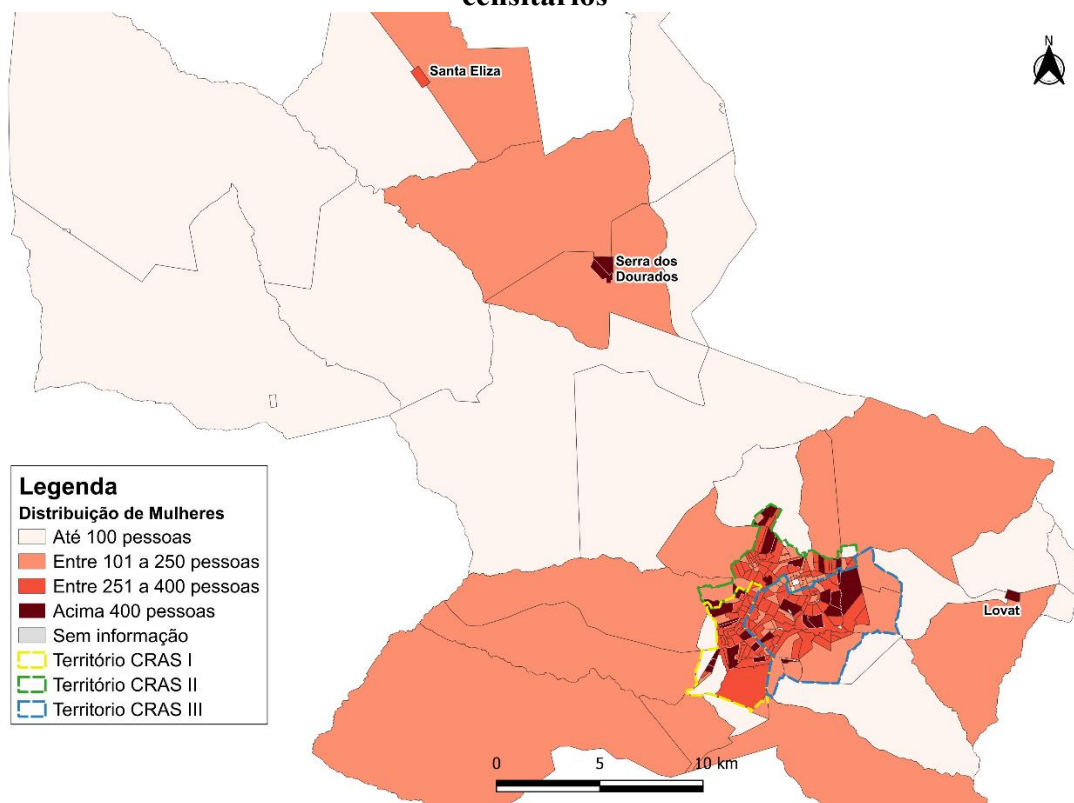 censitários
N
Santa Eliza
Serra dos
Dourados
Lovat
Legenda
Distribuição de Mulheres
Até 100 pessoas
Entre 101 a 250 pessoas
Entre 251 a 400 pessoas
Acima 400 pessoas
Sem informação
Território CRAS I
Território CRAS II
Territorio CRAS III
0 5 10 km